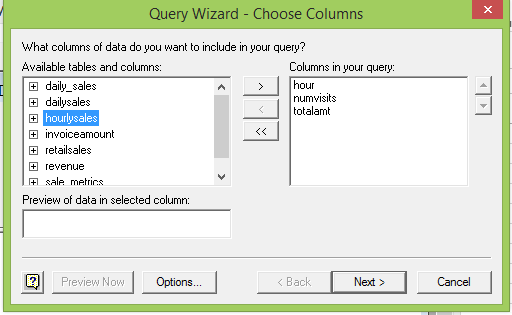 Query Wizard - Choose Columns
What columns of data do you want to include in your query?
Available tables and columns:
Columns in your query:
daily_sales
dailysales
hourlysales
invoiceamount
retailsales
revenue
sale_metrics
>
<
<<
hour
numvisits
totalamt
Preview of data in selected column:
?
Preview Now
Options...
< Back
Next >
Cancel